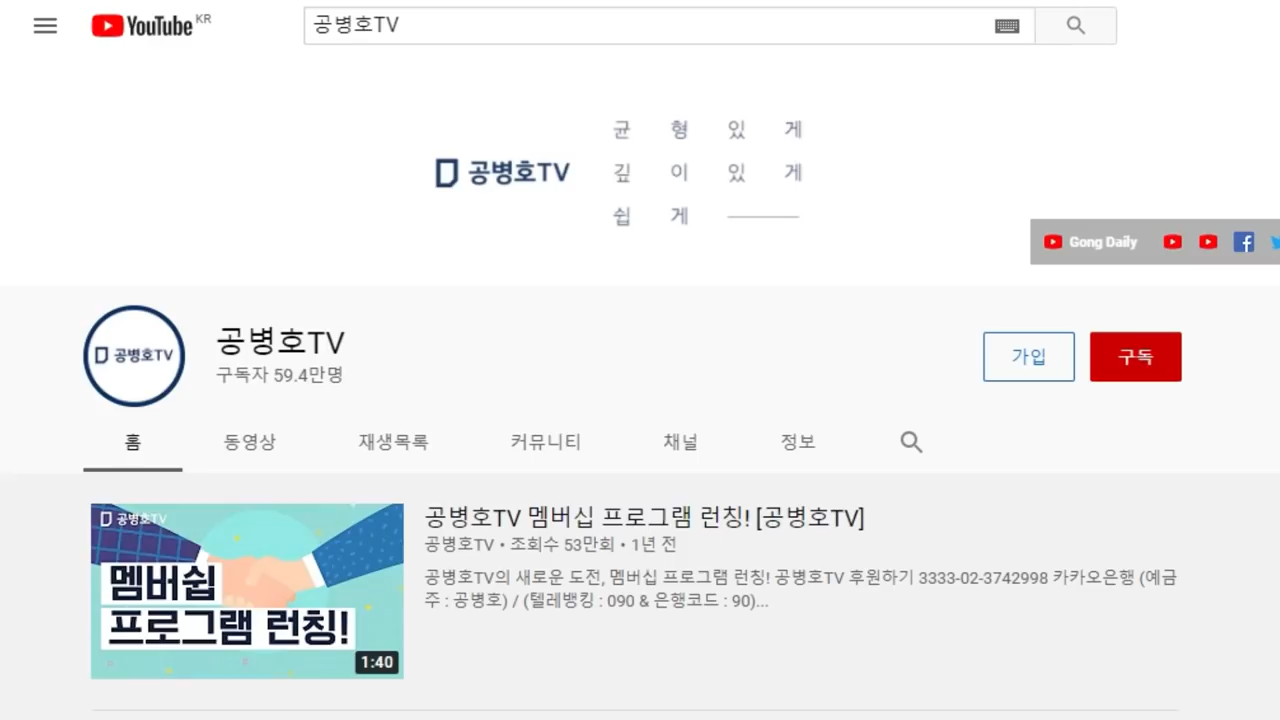 YouTube KR
공병호TV
공병호TV
균형있게
깊이있게
쉽게
Gong Daily
공병호TV
공병호TV
구독자 59.4만명
가입
구독
홈
동영상
재생목록
커뮤니티
채널
정보
공병호TV
멤버쉽
프로그램 런칭!
1:40
공병호TV 멤버십 프로그램 런칭! [공병호TV]
공병호TV • 조회수 53만회 • 1년 전
공병호TV의 새로운 도전, 멤버십 프로그램 런칭! 공병호TV 후원하기 3333-02-3742998 카카오은행 (예금
주 : 공병호) / (텔레뱅킹 : 090 & 은행코드 : 90)...